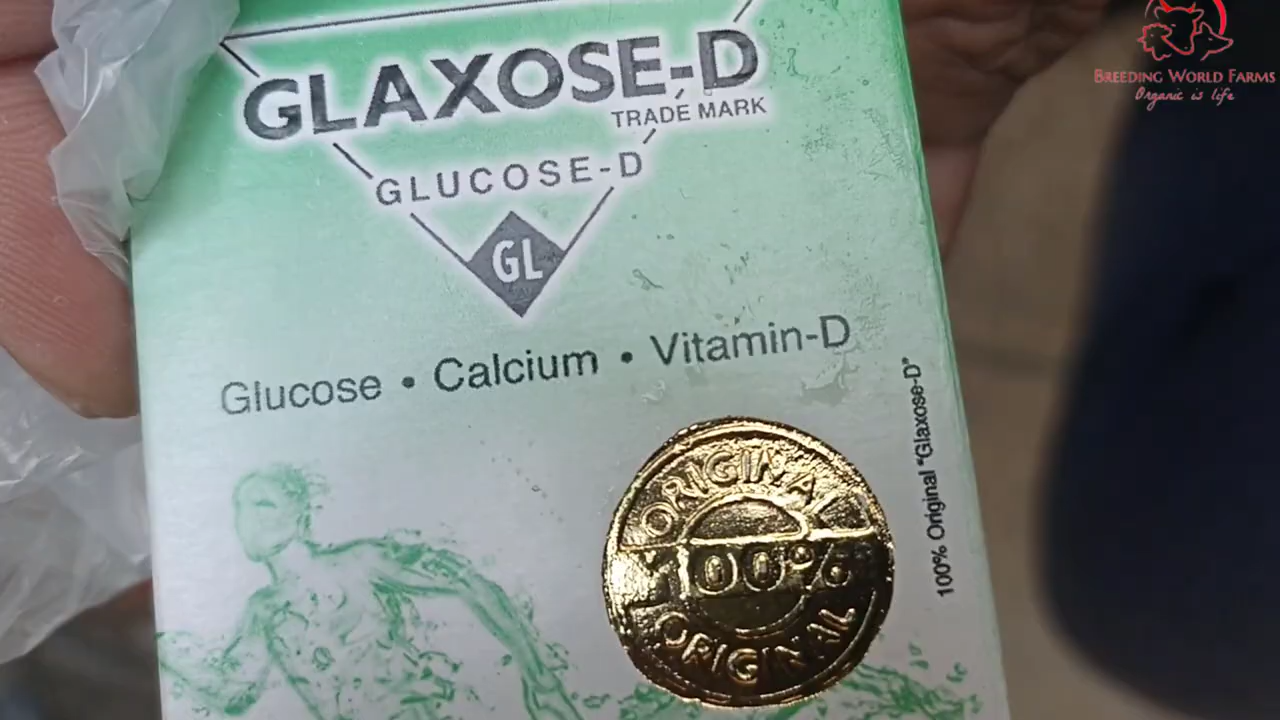 GLAXOSE-D
TRADE MARK
GLUCOSE-D
GL
Glucose • Calcium • Vitamin-D
ORIGINAL
100%
ORIGINAL
100% Original "Glaxose-D"
BREEDING WORLD FARMS
Organic is life